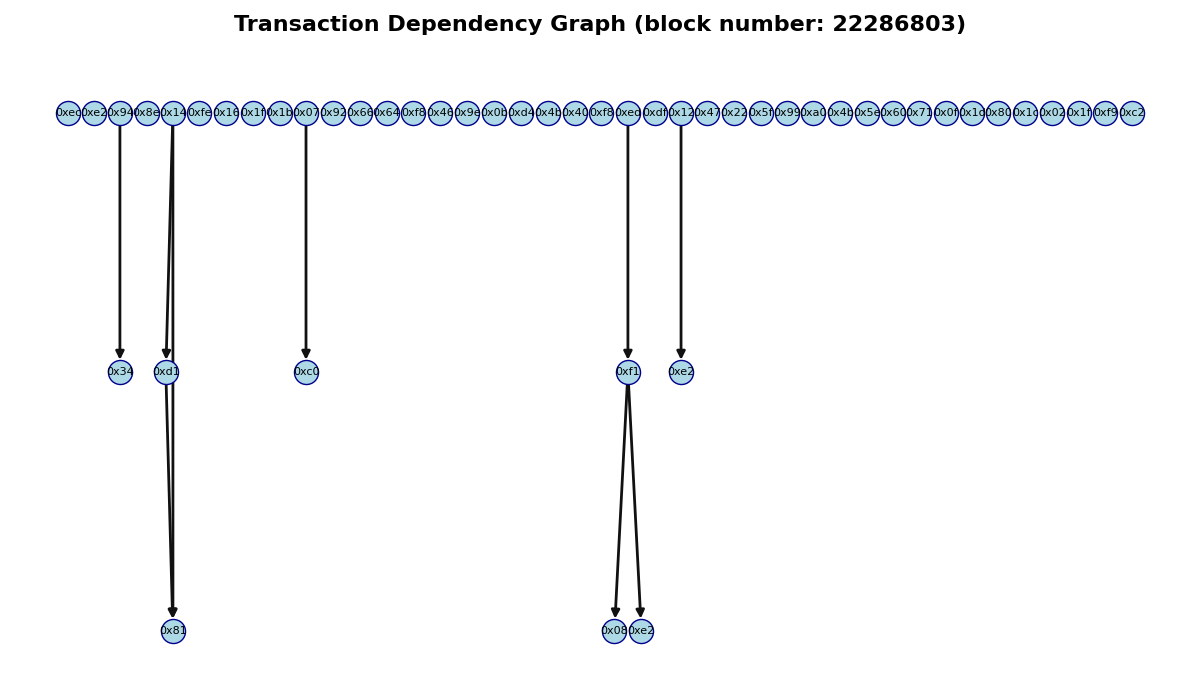 Transaction Dependency Graph (block number: 22286803)
0xec 0xe2 0x94 0x8e 0x14 0xfe 0x16 0x1f 0x1b 0x07 0x92 0x66 0x64 0xf8 0x46 0x9e 0x0b 0xd4 0x4b 0x40 0xf8 0xed 0xdf 0x12 0x47 0x22 0x5f 0x99 0xa0 0x4b 0x5e 0x60 0x71 0x0f 0x1d 0x80 0x1c 0x02 0x1f 0xf9 0xc2
0x34 0xd1 0xc0 0xf1 0xe2
0x81 0x08 0xe2